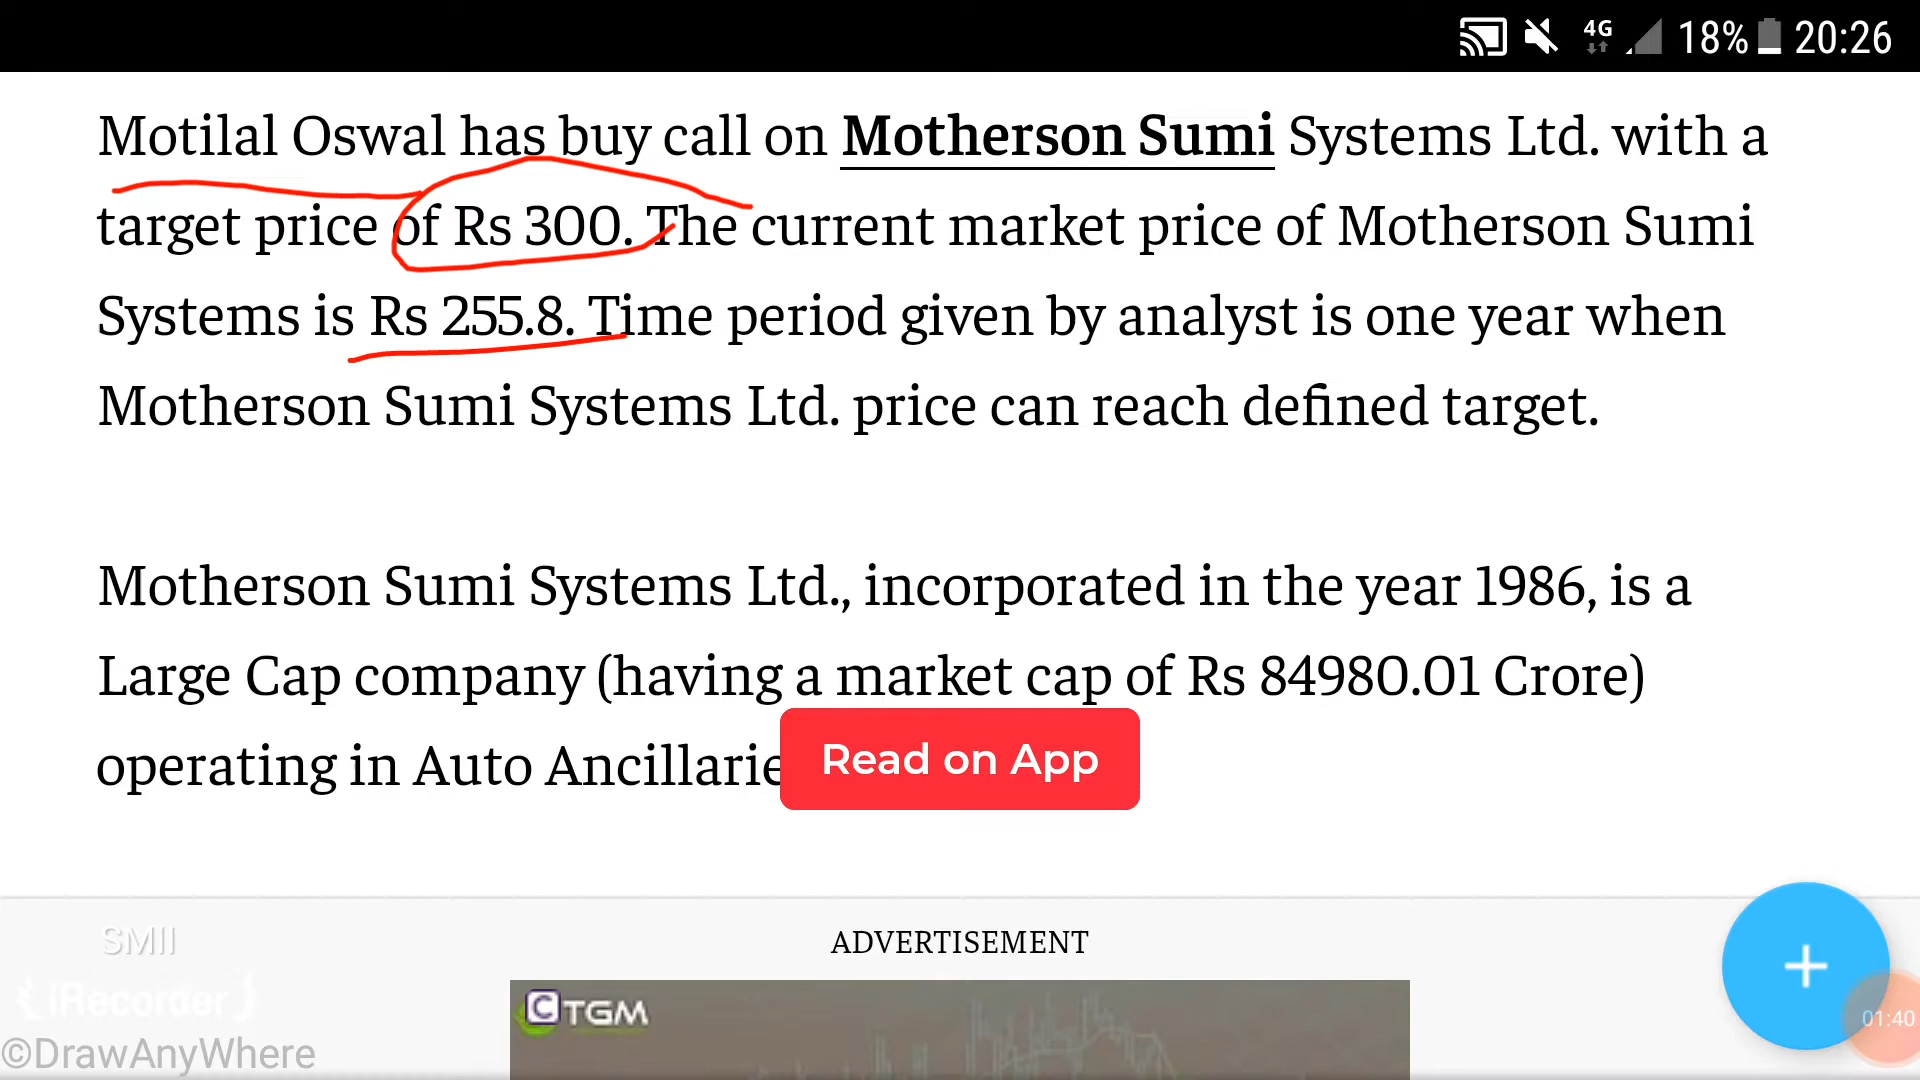 4G 18% 20:26
Motilal Oswal has buy call on Motherson Sumi Systems Ltd. with a
target price of Rs 300. The current market price of Motherson Sumi
Systems is Rs 255.8. Time period given by analyst is one year when
Motherson Sumi Systems Ltd. price can reach defined target.
Motherson Sumi Systems Ltd., incorporated in the year 1986, is a
Large Cap company (having a market cap of Rs 84980.01 Crore)
operating in Auto Ancillarie
Read on App
SMII
ADVERTISEMENT
+
iRecorder
01:40
CTGM
©DrawAnyWhere